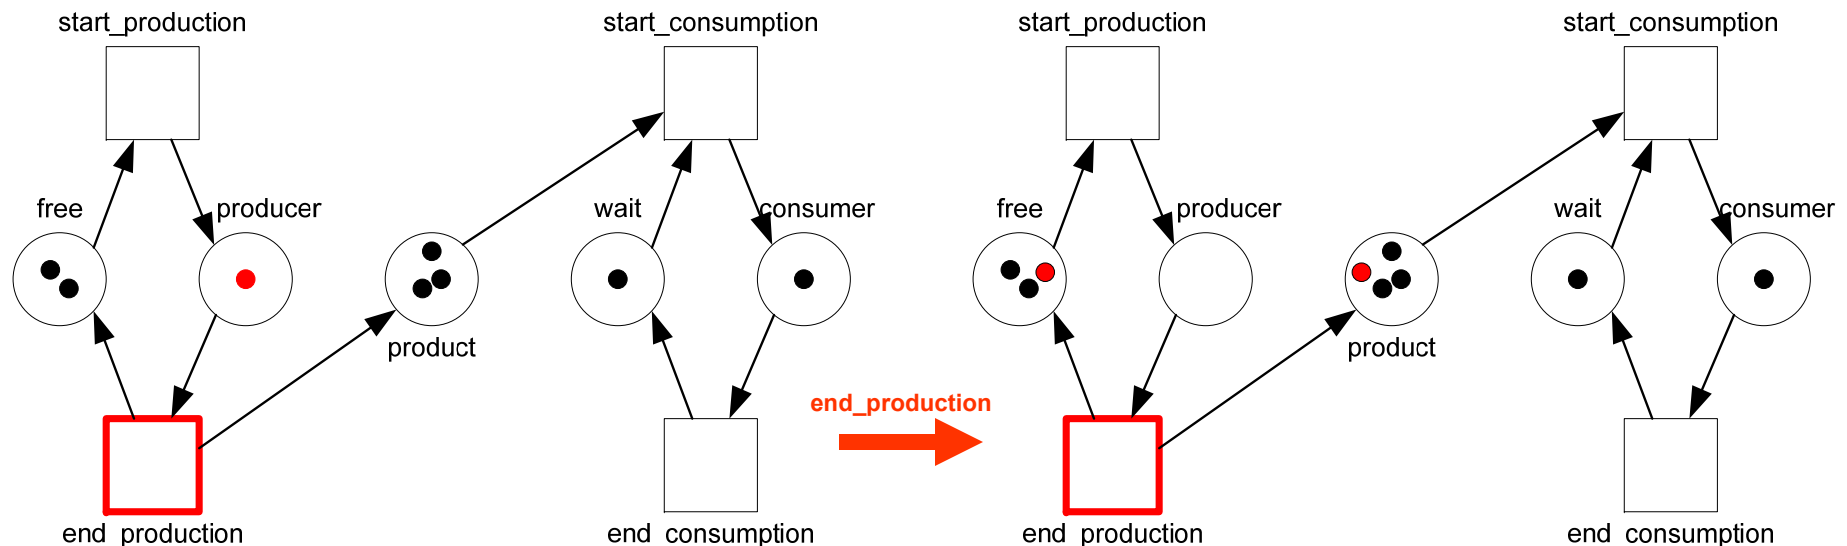 start_production
start_consumption
start_production
start_consumption
free
producer
wait
consumer
free
producer
wait
consumer
product
product
end_production
end_production
end_consumption
end_production
end_consumption